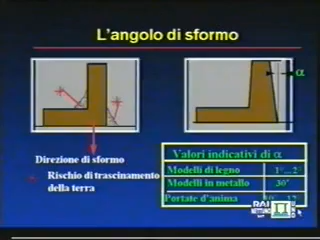 L'angolo di sformo
α
Direzione di sformo
Rischio di trascinamento
della terra
Valori indicativi di α
Modelli di legno 1°...2°
Modelli in metallo 30'
Portate d'anima
RAI